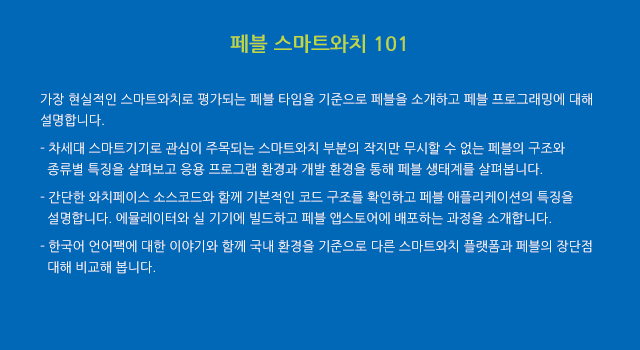 페블 스마트와치 101
가장 현실적인 스마트와치로 평가되는 페블 타임을 기준으로 페블을 소개하고 페블 프로그래밍에 대해
설명합니다.
- 차세대 스마트기기로 관심이 주목되는 스마트와치 부분의 작지만 무시할 수 없는 페블의 구조와
종류별 특징을 살펴보고 응용 프로그램 환경과 개발 환경을 통해 페블 생태계를 살펴봅니다.
- 간단한 와치페이스 소스코드와 함께 기본적인 코드 구조를 확인하고 페블 애플리케이션의 특징을
설명합니다. 에뮬레이터와 실 기기에 빌드하고 페블 앱스토어에 배포하는 과정을 소개합니다.
- 한국어 언어팩에 대한 이야기와 함께 국내 환경을 기준으로 다른 스마트와치 플랫폼과 페블의 장단점
대해 비교해 봅니다.